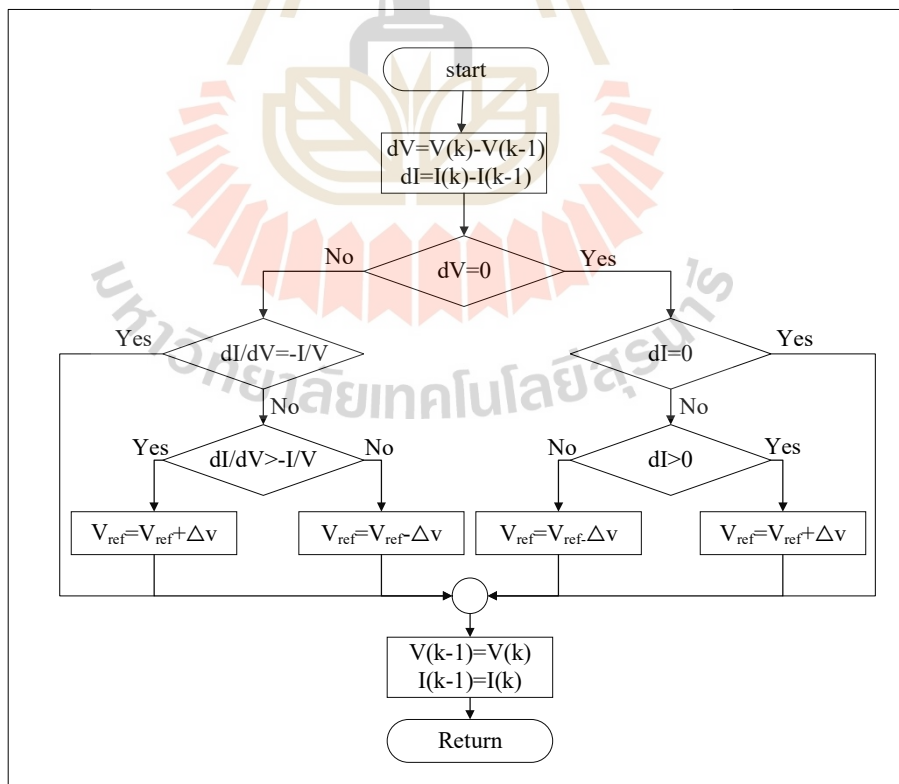 start
dV=V(k)-V(k-1)
dI=I(k)-I(k-1)
No
dV=0
Yes
Yes
dI/dV=-I/V
dI=0
Yes
No
No
Yes
dI/dV>-I/V
No
No
dI>0
Yes
Vref=Vref+△v
Vref=Vref-△v
Vref=Vref-△v
Vref=Vref+△v
V(k-1)=V(k)
I(k-1)=I(k)
Return
มหาวิทยาลัยเทคโนโลยีสุรนารี